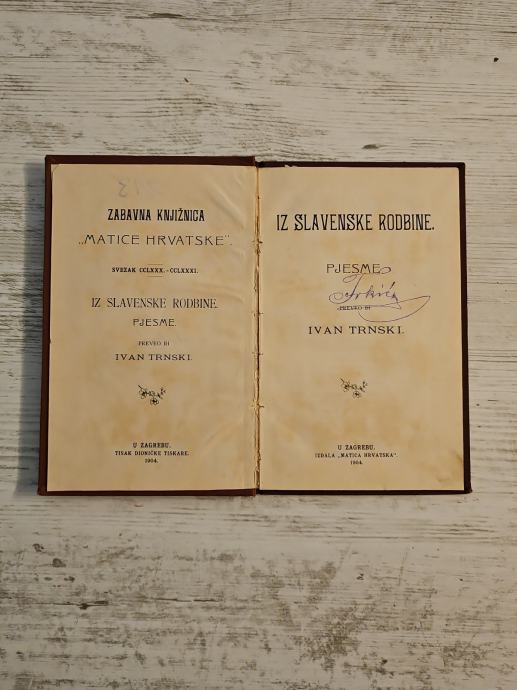 ZABAVNA KNJIŽNICA
„MATICE HRVATSKE“.
SVEZAK CCLXXX.-CCLXXXI.
IZ SLAVENSKE RODBINE.
PJESME.
PREVEO IH
IVAN TRNSKI.
U ZAGREBU.
TISAK DIONIČKE TISKARE.
1904.
IZ SLAVENSKE RODBINE.
PJESME
PREVEO IH
IVAN TRNSKI.
U ZAGREBU.
IZDALA „MATICA HRVATSKA“.
1904.